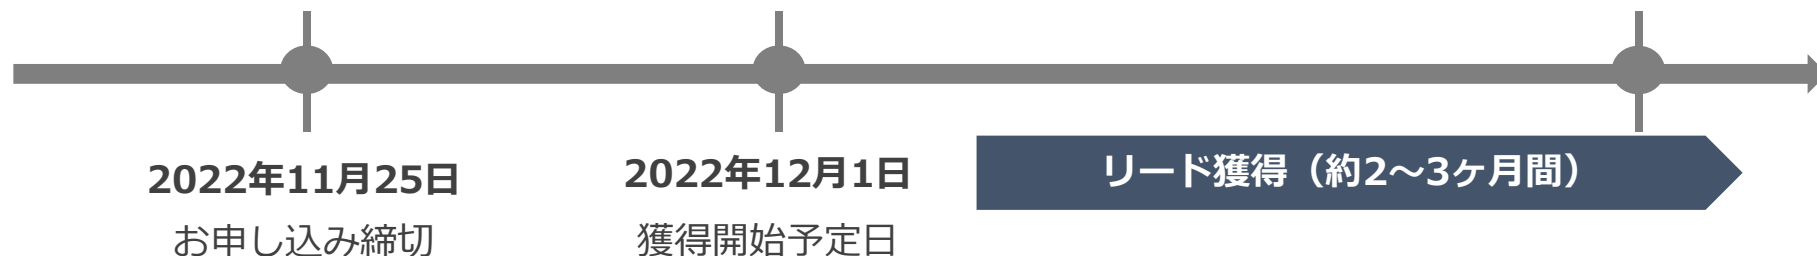 2022年11月25日
お申し込み締切
2022年12月1日
獲得開始予定日
リード獲得（約2～3ヶ月間）